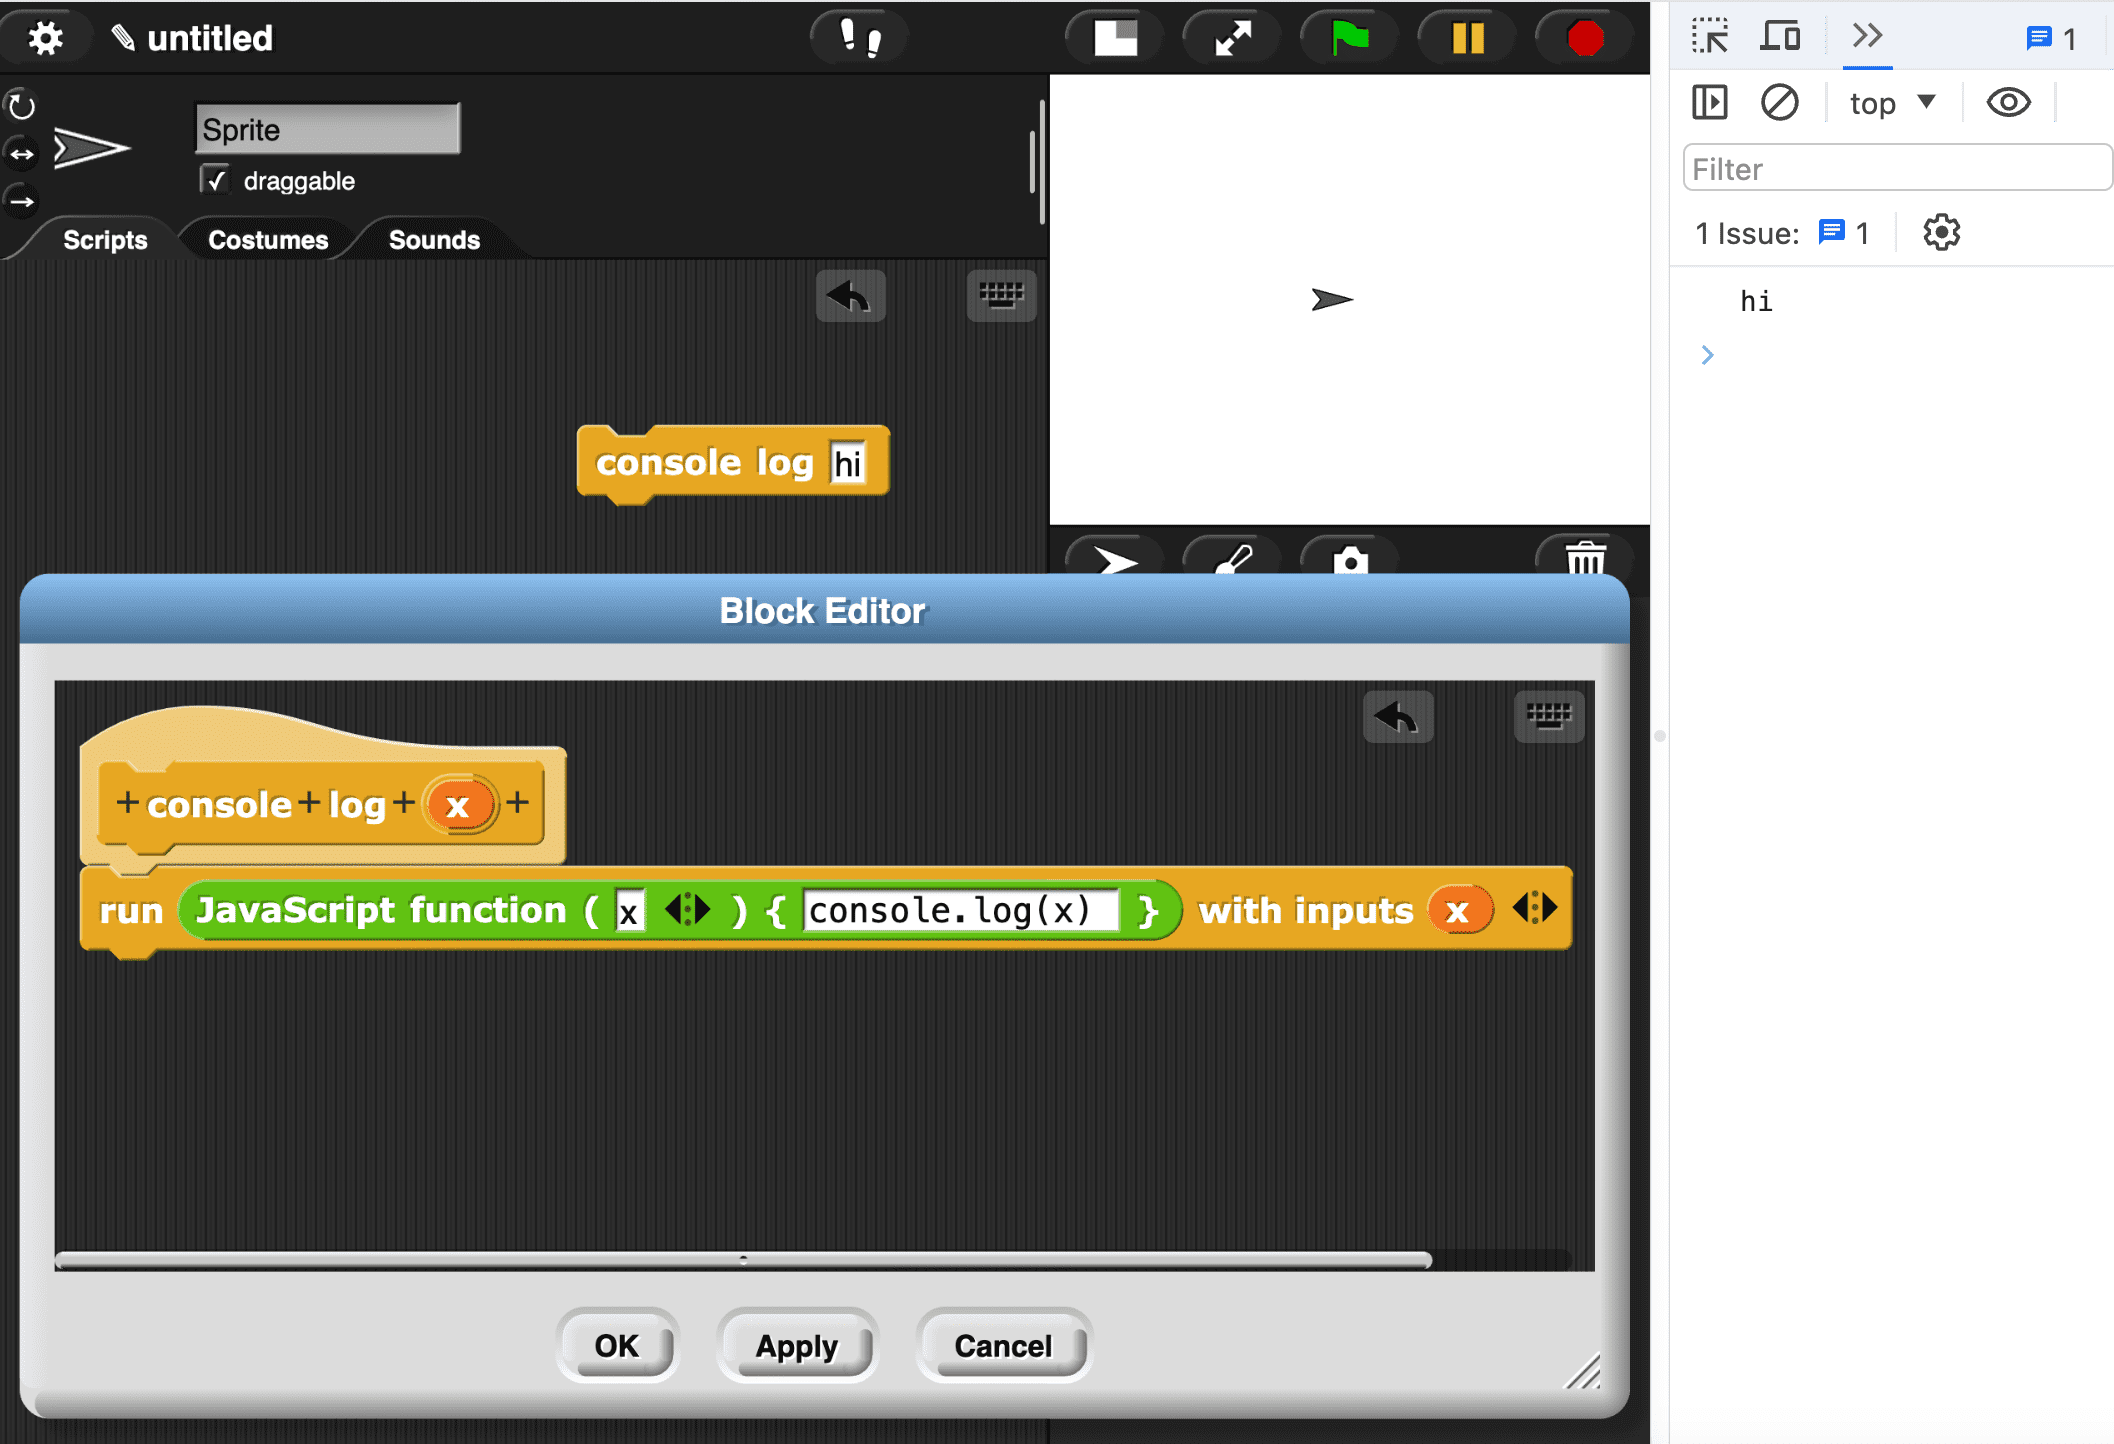 untitled
Sprite
draggable
Scripts Costumes Sounds
console log hi
Block Editor
+ console + log + x +
run JavaScript function ( x ) { console.log(x) } with inputs x
OK Apply Cancel
1
top
Filter
1 Issue: 1
hi